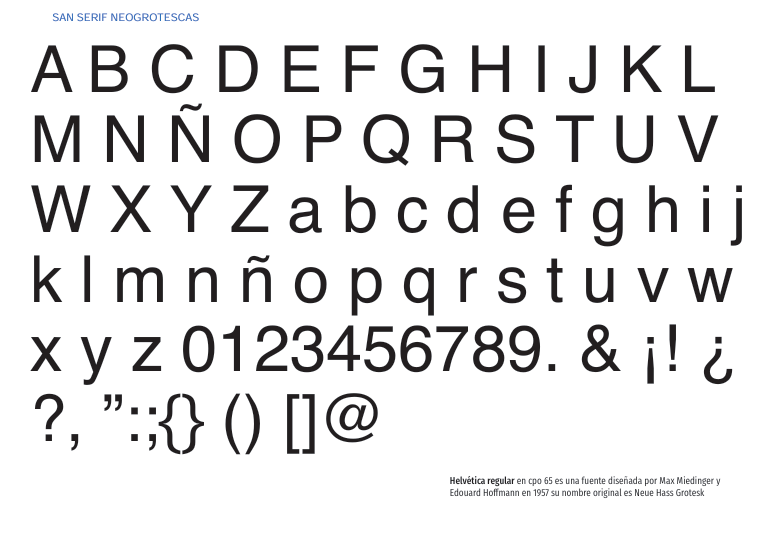 SAN SERIF NEOGROTESCAS
A B C D E F G H I J K L
M N Ñ O P Q R S T U V
W X Y Z a b c d e f g h i j
k l m n n ñ o p q r s t u v w
x y z 0123456789. & ¡! ¿
?, ”:;{} () []@
Helvética regular en cpo 65 es una fuente diseñada por Max Miedinger y
Edouard Hoffmann en 1957 su nombre original es Neue Hass Grotesk